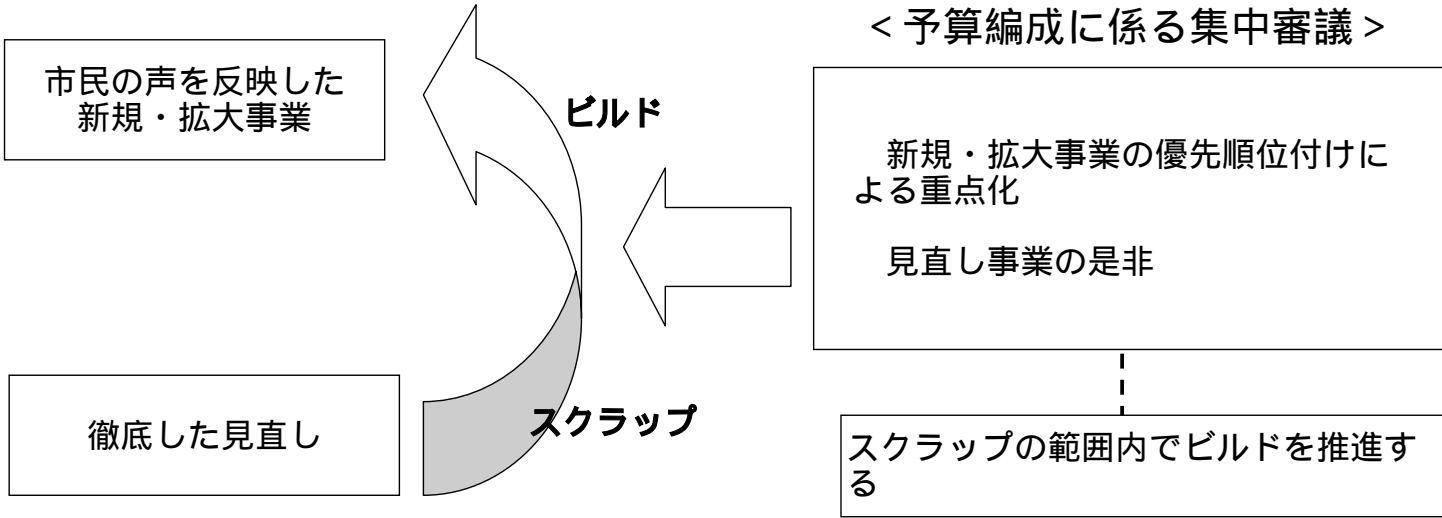 <予算編成に係る集中審議>
市民の声を反映した
新規・拡大事業
ビルド
新規・拡大事業の優先順位付けに
よる重点化
見直し事業の是非
徹底した見直し
スクラップ
スクラップの範囲内でビルドを推進す
る